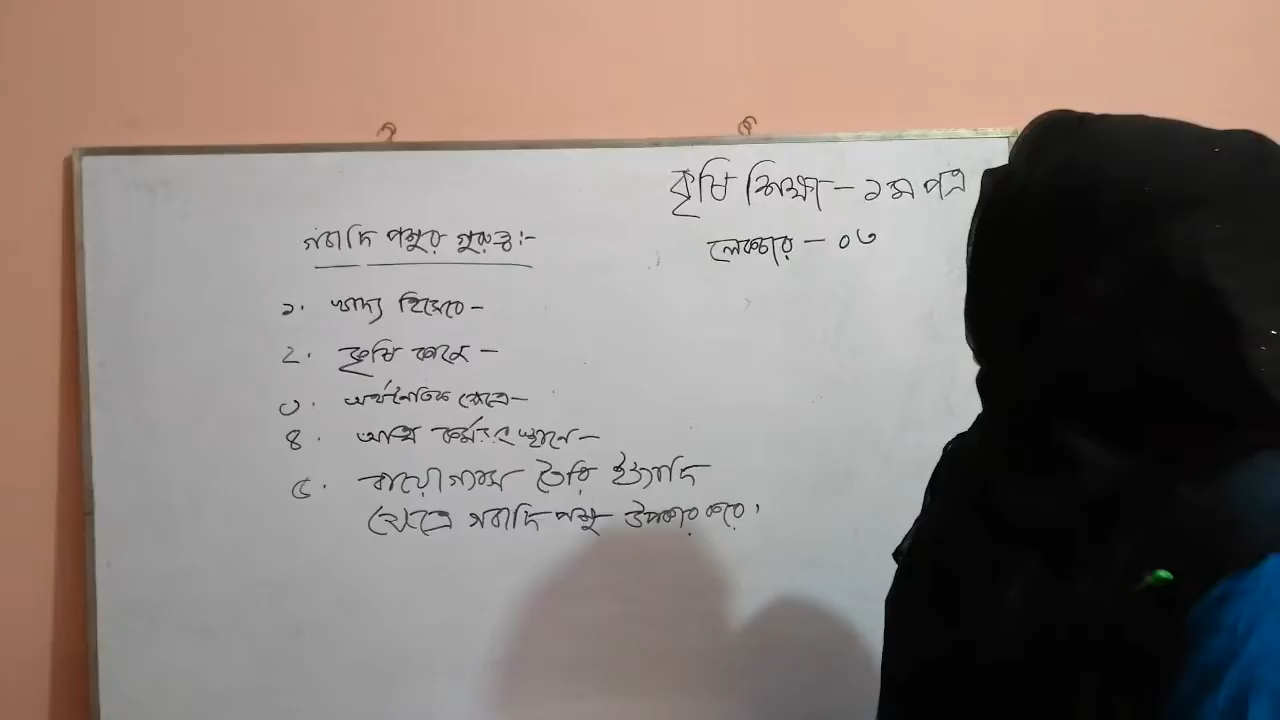 কৃষি শিক্ষা - ১ম পত্র
লেকচার - ০৩
গবাদি পশুর গুরুত্ব :-
১. খাদ্য হিসেবে -
২. কৃষি কাজে -
৩. অর্থনৈতিক ক্ষেত্রে -
৪. আত্ম কর্মসংস্থানে -
৫. বায়োগ্যাস তৈরি ইত্যাদি
ক্ষেত্রে গবাদি পশু উপকার করে।